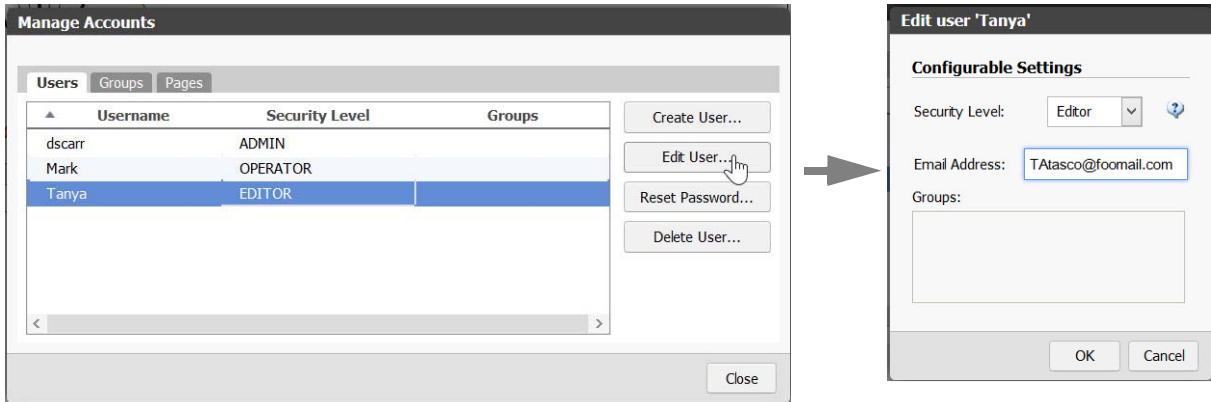 Manage Accounts
Users Groups Pages
Username Security Level Groups
dscarr ADMIN
Mark OPERATOR
Tanya EDITOR
Create User...
Edit User...
Reset Password...
Delete User...
Close
Edit user 'Tanya'
Configurable Settings
Security Level: Editor
Email Address: TAtasco@foomail.com
Groups:
OK Cancel